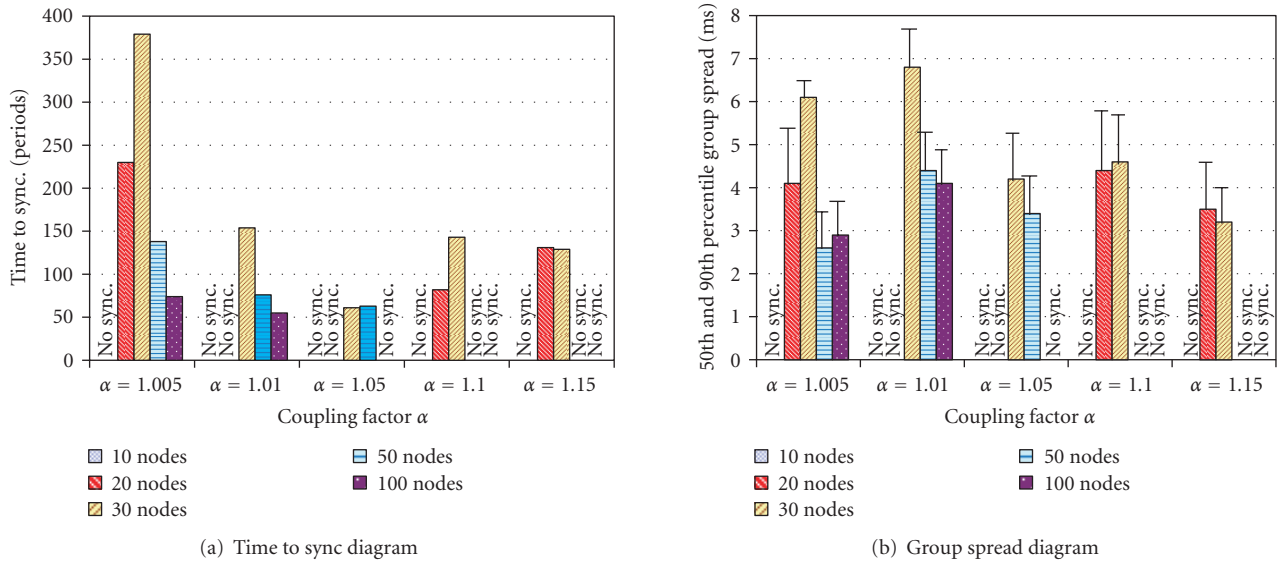 400
350
300
250
200
150
100
50
0
Time to sync. (periods)
No sync.
No sync.
No sync.
No sync.
No sync.
No sync.
No sync.
No sync.
No sync.
No sync.
No sync.
No sync.
α = 1.005
α = 1.01
α = 1.05
α = 1.1
α = 1.15
Coupling factor α
10 nodes
20 nodes
30 nodes
50 nodes
100 nodes
(a) Time to sync diagram
8
7
6
5
4
3
2
1
0
50th and 90th percentile group spread (ms)
No sync.
No sync.
No sync.
No sync.
No sync.
No sync.
No sync.
No sync.
No sync.
No sync.
No sync.
No sync.
α = 1.005
α = 1.01
α = 1.05
α = 1.1
α = 1.15
Coupling factor α
10 nodes
20 nodes
30 nodes
50 nodes
100 nodes
(b) Group spread diagram